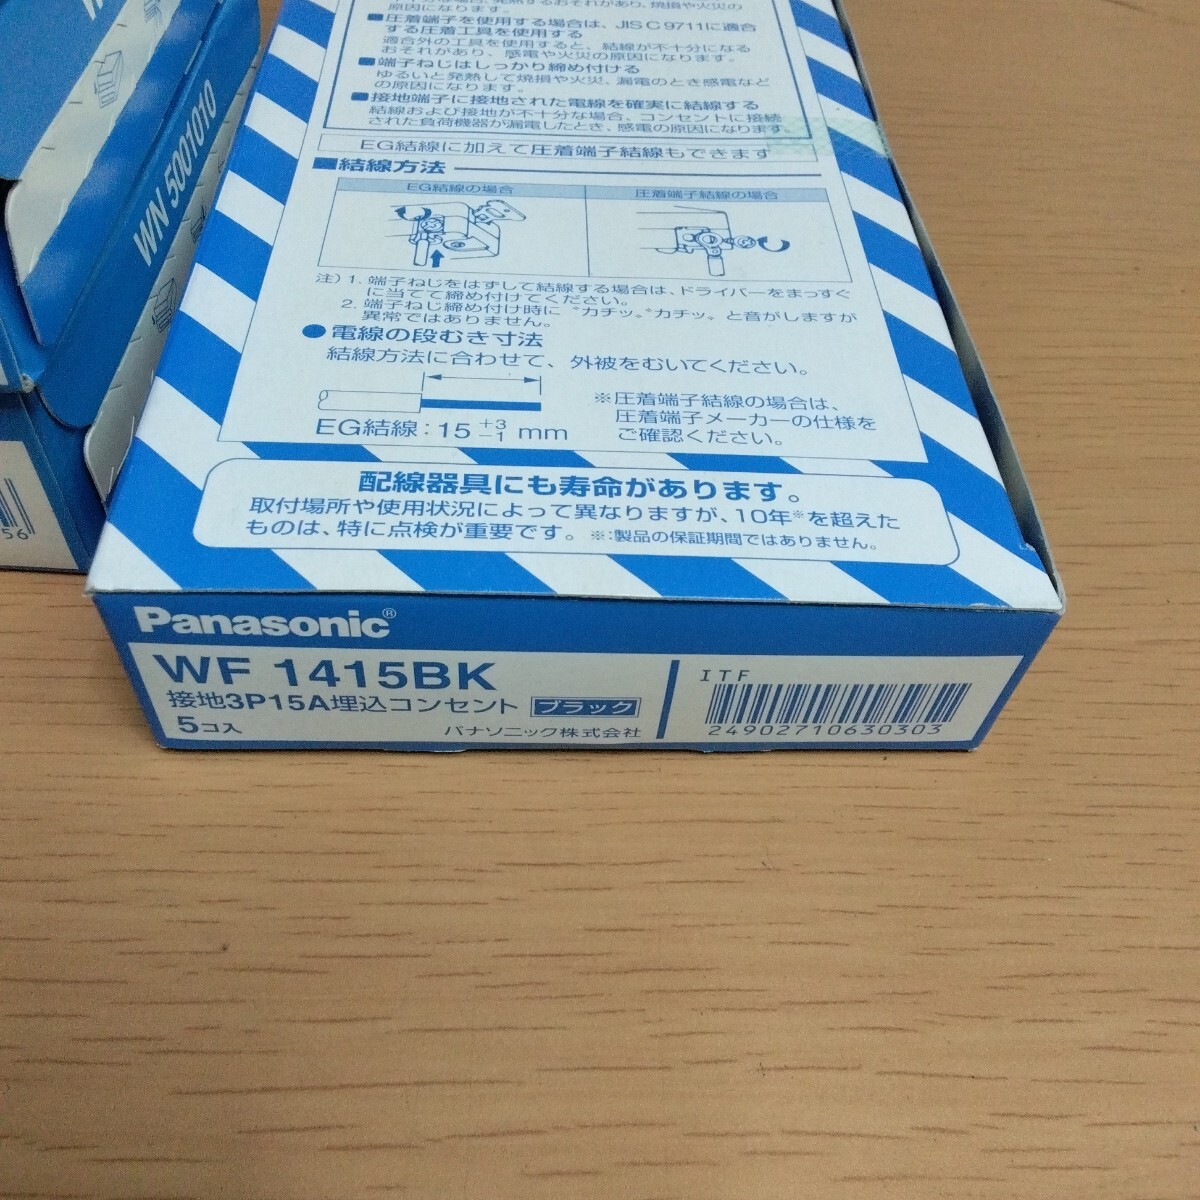 WN 5001010
56
原因になります。
■圧着端子を使用する場合は、JIS C 9711に適合
する圧着工具を使用する
適合外の工具を使用すると、結線が不十分になる
おそれがあり、感電や火災の原因になります。
■端子ねじはしっかり締め付ける
ゆるいと発熱して焼損や火災、漏電のとき感電など
の原因になります。
■接地端子に接地された電線を確実に結線する
結線および接地が不十分な場合、コンセントに接続
された負荷機器が漏電したとき、感電の原因になります。
EG結線に加えて圧着端子結線もできます
■結線方法
EG結線の場合
圧着端子結線の場合
注）1. 端子ねじをはずして結線する場合は、ドライバーをまっすぐ
に当てて締め付けてください。
2. 端子ねじ締め付け時に〝カチッ〟〝カチッ〟と音がしますが
異常ではありません。
●電線の段むき寸法
結線方法に合わせて、外被をむいてください。
EG結線：15 +3 -1 mm
※圧着端子結線の場合は、
圧着端子メーカーの仕様を
ご確認ください。
配線器具にも寿命があります。
取付場所や使用状況によって異なりますが、10年※を超えた
ものは、特に点検が重要です。※：製品の保証期間ではありません。
Panasonic®
WF 1415BK
接地3P15A埋込コンセント ブラック
5コ入
パナソニック株式会社
ITF
24902710630303